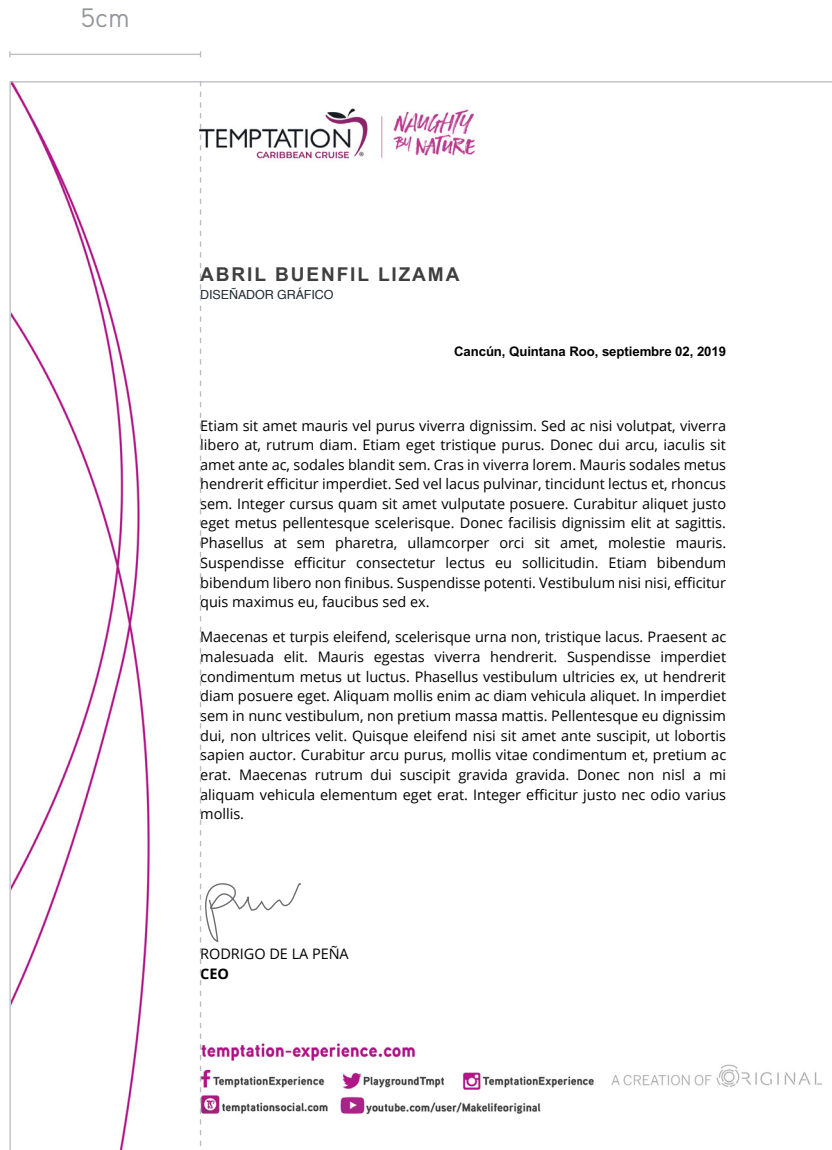 5cm
TEMPTATION
CARIBBEAN CRUISE ®
NAUGHTY
BY NATURE
ABRIL BUENFIL LIZAMA
DISEÑADOR GRÁFICO
Cancún, Quintana Roo, septiembre 02, 2019
Etiam sit amet mauris vel purus viverra dignissim. Sed ac nisi volutpat, viverra
libero at, rutrum diam. Etiam eget tristique purus. Donec dui arcu, iaculis sit
amet ante ac, sodales blandit sem. Cras in viverra lorem. Mauris sodales metus
hendrerit efficitur imperdiet. Sed vel lacus pulvinar, tincidunt lectus et, rhoncus
sem. Integer cursus quam sit amet vulputate posuere. Curabitur aliquet justo
eget metus pellentesque scelerisque. Donec facilisis dignissim elit at sagittis.
Phasellus at sem pharetra, ullamcorper orci sit amet, molestie mauris.
Suspendisse efficitur consectetur lectus eu sollicitudin. Etiam bibendum
bibendum libero non finibus. Suspendisse potenti. Vestibulum nisi nisi, efficitur
quis maximus eu, faucibus sed ex.
Maecenas et turpis eleifend, scelerisque urna non, tristique lacus. Praesent ac
malesuada elit. Mauris egestas viverra hendrerit. Suspendisse imperdiet
condimentum metus ut luctus. Phasellus vestibulum ultricies ex, ut hendrerit
diam posuere eget. Aliquam mollis enim ac diam vehicula aliquet. In imperdiet
sem in nunc vestibulum, non pretium massa mattis. Pellentesque eu dignissim
dui, non ultrices velit. Quisque eleifend nisi sit amet ante suscipit, ut lobortis
sapien auctor. Curabitur arcu purus, mollis vitae condimentum et, pretium ac
erat. Maecenas rutrum dui suscipit gravida gravida. Donec non nisl a mi
aliquam vehicula elementum eget erat. Integer efficitur justo nec odio varius
mollis.
RODRIGO DE LA PEÑA
CEO
temptation-experience.com
TemptationExperience PlaygroundTmpt TemptationExperience A CREATION OF ORIGINAL
temptationsocial.com youtube.com/user/Makelifeoriginal